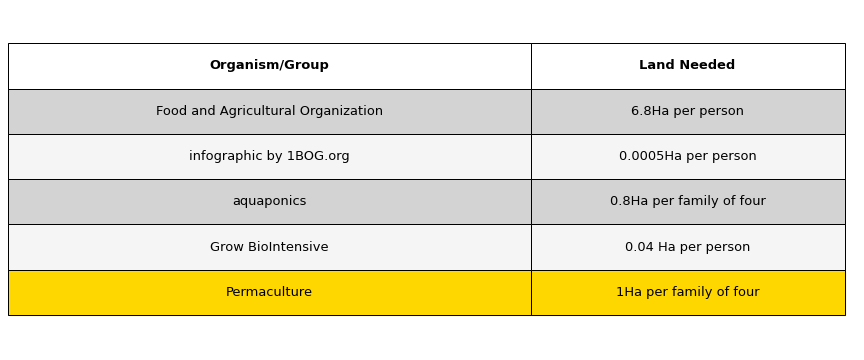 Organism/Group Land Needed
Food and Agricultural Organization 6.8Ha per person
infographic by 1BOG.org 0.0005Ha per person
aquaponics 0.8Ha per family of four
Grow BioIntensive 0.04 Ha per person
Permaculture 1Ha per family of four